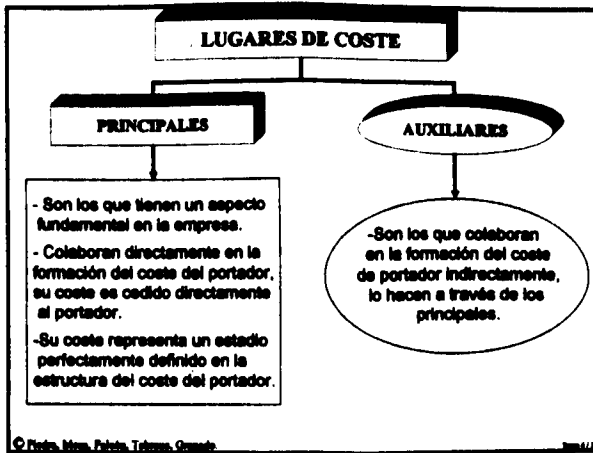 LUGARES DE COSTE
PRINCIPALES
AUXILIARES
- Son los que tienen un aspecto
fundamental en la empresa.
- Colaboran directamente en la
formación del coste del portador,
su coste es cedido directamente
al portador.
-Su coste representa un estadio
perfectamente definido en la
estructura del coste del portador.
-Son los que colaboran
en la formación del coste
de portador indirectamente,
lo hacen a través de los
principales.
©